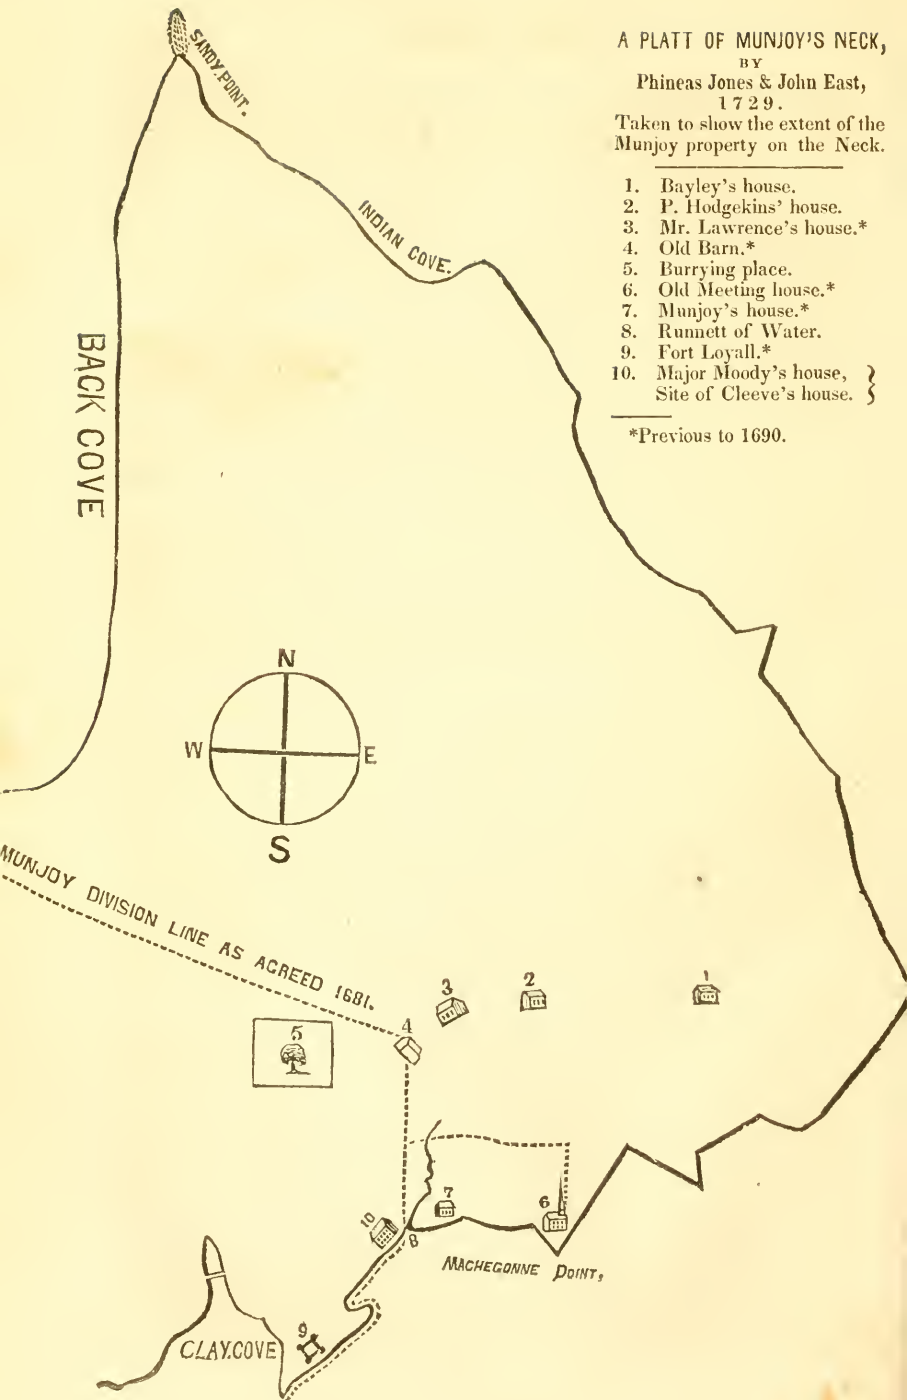 A PLATT OF MUNJOY'S NECK,
BY
Phineas Jones & John East,
1729.
Taken to show the extent of the
Munjoy property on the Neck.
1. Bayley's house.
2. P. Hodgekins' house.
3. Mr. Lawrence's house.*
4. Old Barn.*
5. Burrying place.
6. Old Meeting house.*
7. Munjoy's house.*
8. Runnett of Water.
9. Fort Loyall.*
10. Major Moody's house, }
Site of Cleeve's house. }
*Previous to 1690.
SANDY.POINT.
INDIAN COVE.
BACK COVE
N
W
E
S
MUNJOY DIVISION LINE AS AGREED 1681.
1
2
3
4
5
6
7
8
10
MACHEGONNE POINT,
9
CLAY.COVE